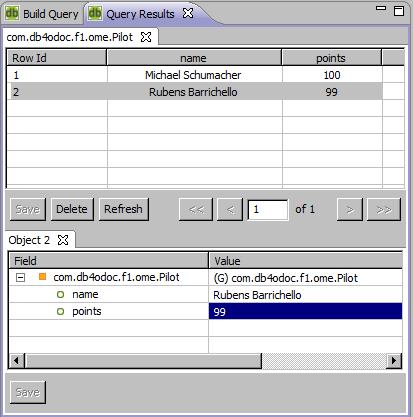 db Build Query db Query Results
com.db4odoc.f1.ome.Pilot
Row Id name points
1 Michael Schumacher 100
2 Rubens Barrichello 99
Save Delete Refresh << < 1 of 1 > >>
Object 2
Field Value
com.db4odoc.f1.ome.Pilot (G) com.db4odoc.f1.ome.Pilot
name Rubens Barrichello
points 99
Save